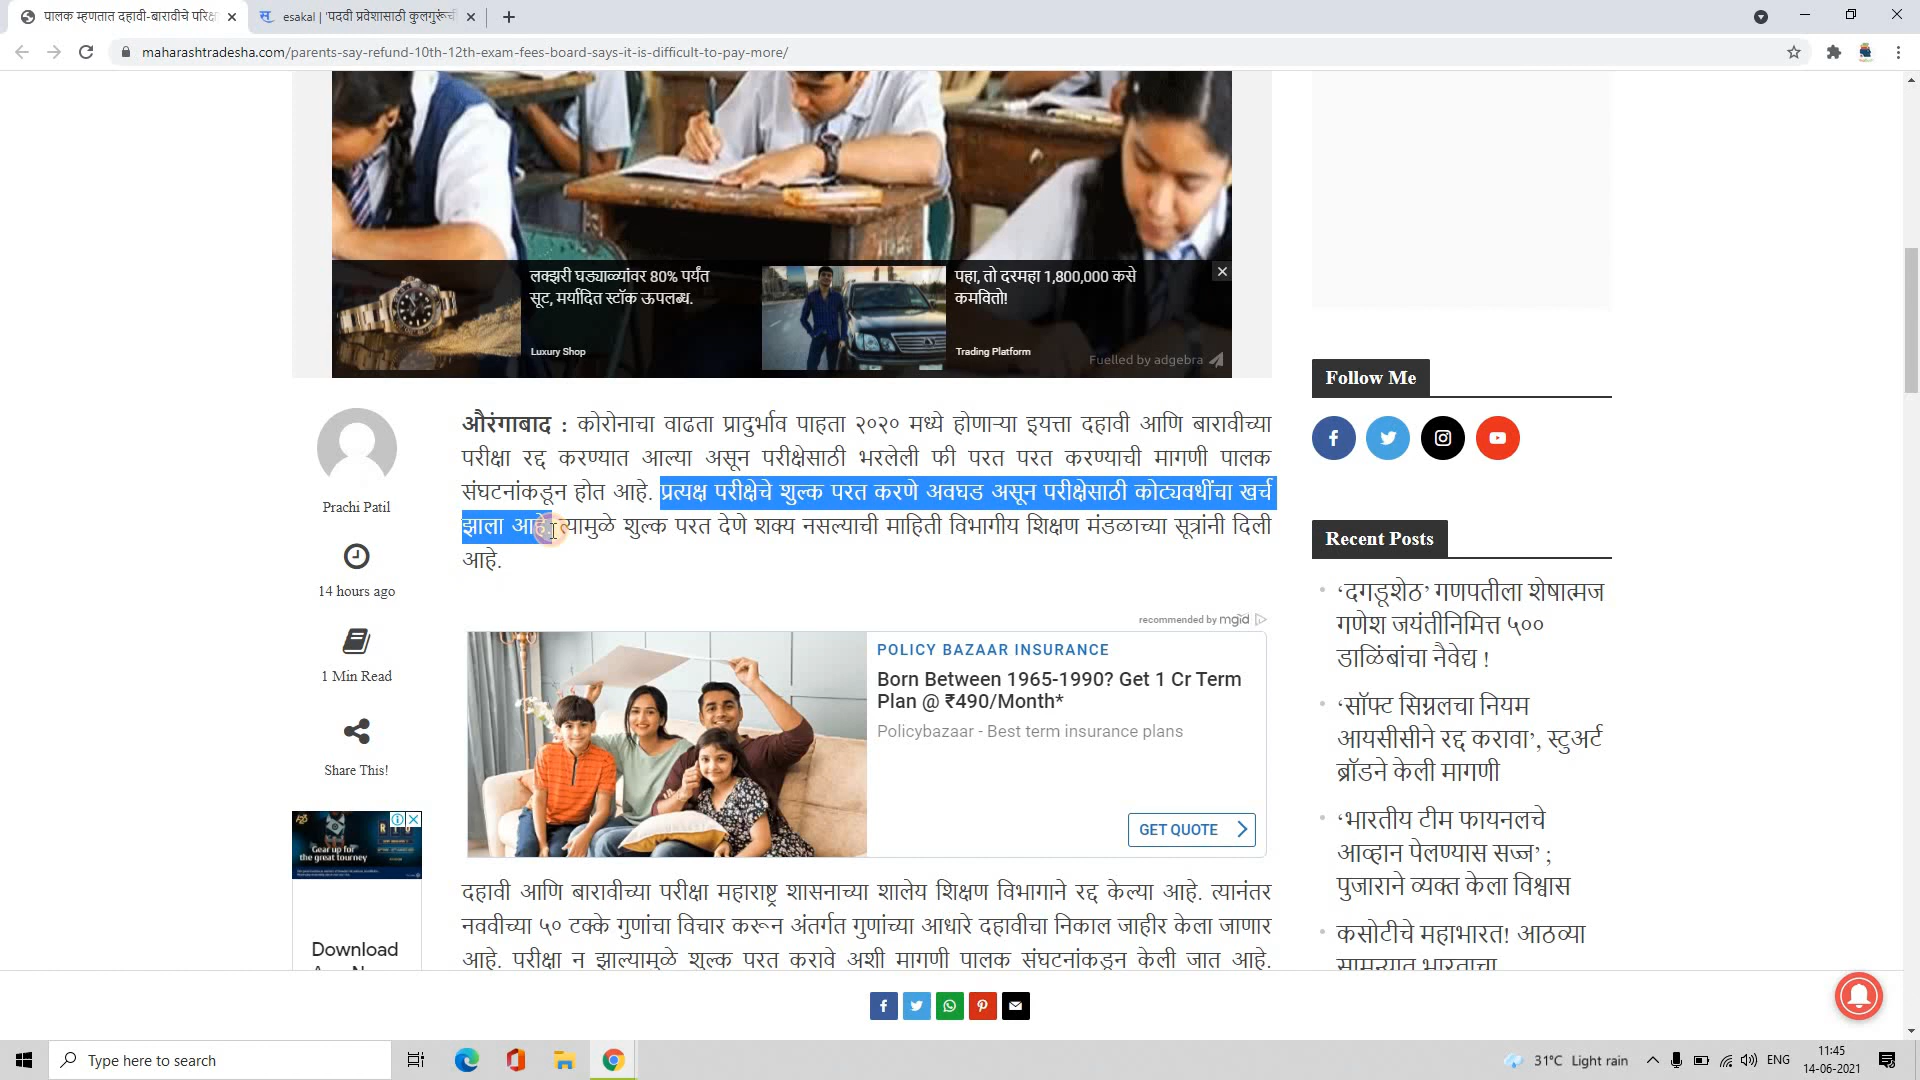 पालक म्हणतात दहावी-बारावीचे परिक्षा
esakal | 'पदवी प्रवेशासाठी कुलगुरूंची
maharashtradesha.com/parents-say-refund-10th-12th-exam-fees-board-says-it-is-difficult-to-pay-more/
लक्झरी घड्याळ्यांवर 80% पर्यंत
सूट, मर्यादित स्टॉक ऊपलब्ध.
Luxury Shop
पहा, तो दरमहा 1,800,000 कसे
कमवितो!
Trading Platform
Fuelled by adgebra
Follow Me
Prachi Patil
14 hours ago
1 Min Read
Share This!
औरंगाबाद : कोरोनाचा वाढता प्रादुर्भाव पाहता २०२० मध्ये होणाऱ्या इयत्ता दहावी आणि बारावीच्या
परीक्षा रद्द करण्यात आल्या असून परीक्षेसाठी भरलेली फी परत परत करण्याची मागणी पालक
संघटनांकडून होत आहे. प्रत्यक्ष परीक्षेचे शुल्क परत करणे अवघड असून परीक्षेसाठी कोट्यवधींचा खर्च
झाला आहे. त्यामुळे शुल्क परत देणे शक्य नसल्याची माहिती विभागीय शिक्षण मंडळाच्या सूत्रांनी दिली
आहे.
recommended by mgid
POLICY BAZAAR INSURANCE
Born Between 1965-1990? Get 1 Cr Term
Plan @ ₹490/Month*
Policybazaar - Best term insurance plans
GET QUOTE
Gear up for
the great tourney
Download
दहावी आणि बारावीच्या परीक्षा महाराष्ट्र शासनाच्या शालेय शिक्षण विभागाने रद्द केल्या आहे. त्यानंतर
नववीच्या ५० टक्के गुणांचा विचार करून अंतर्गत गुणांच्या आधारे दहावीचा निकाल जाहीर केला जाणार
आहे. परीक्षा न झाल्यामुळे शुल्क परत करावे अशी मागणी पालक संघटनांकडून केली जात आहे.
Recent Posts
‘दगडूशेठ’ गणपतीला शेषात्मज
गणेश जयंतीनिमित्त ५००
डाळिंबांचा नैवेद्य !
‘सॉफ्ट सिग्नलचा नियम
आयसीसीने रद्द करावा’, स्टुअर्ट
ब्रॉडने केली मागणी
‘भारतीय टीम फायनलचे
आव्हान पेलण्यास सज्ज’ ;
पुजाराने व्यक्त केला विश्वास
कसोटीचे महाभारत! आठव्या
सामन्यात भारताचा
Type here to search
31°C Light rain
ENG
11:45
14-06-2021